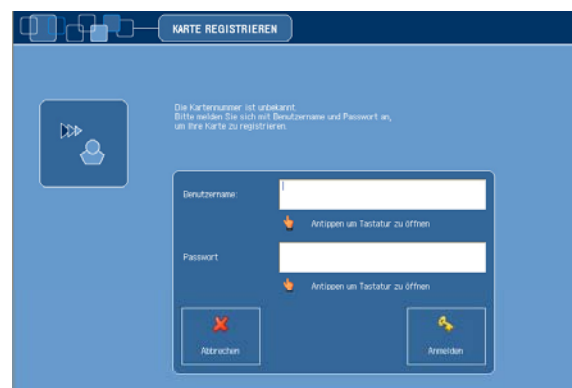 KARTE REGISTRIEREN
Die Kartennummer ist unbekannt.
Bitte melden Sie sich mit Benutzername und Passwort an,
um Ihre Karte zu registrieren.
Benutzername:
Antippen um Tastatur zu öffnen
Passwort
Antippen um Tastatur zu öffnen
Abbrechen
Anmelden